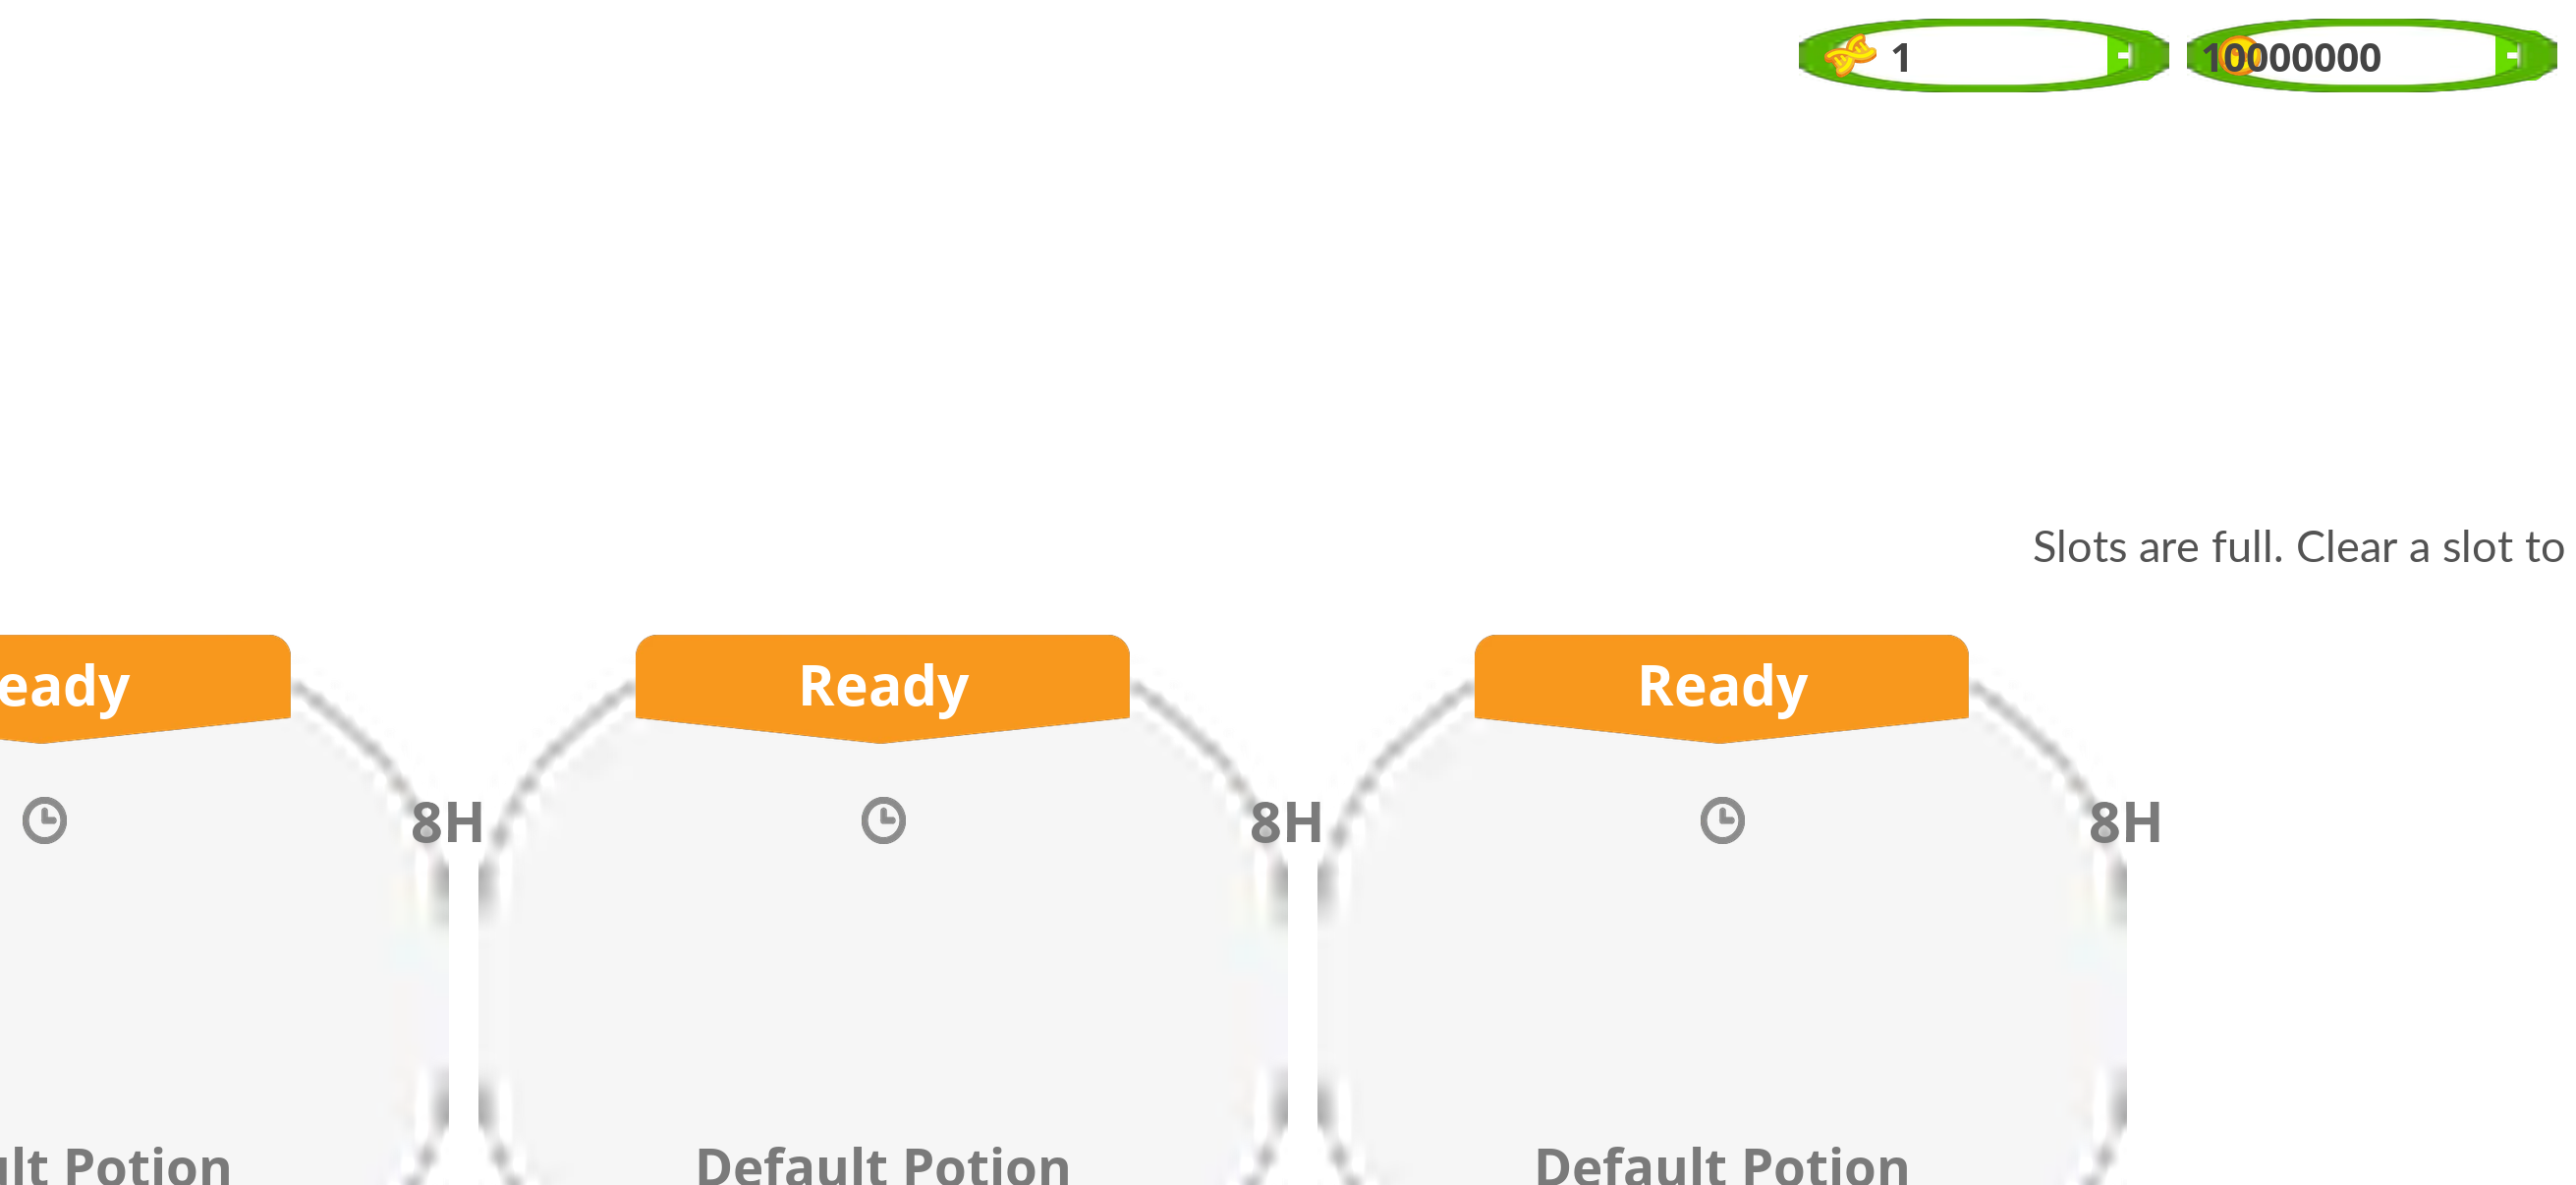 1
10000000
Slots are full. Clear a slot to
eady
Ready
Ready
8H
8H
8H
ult Potion
Default Potion
Default Potion